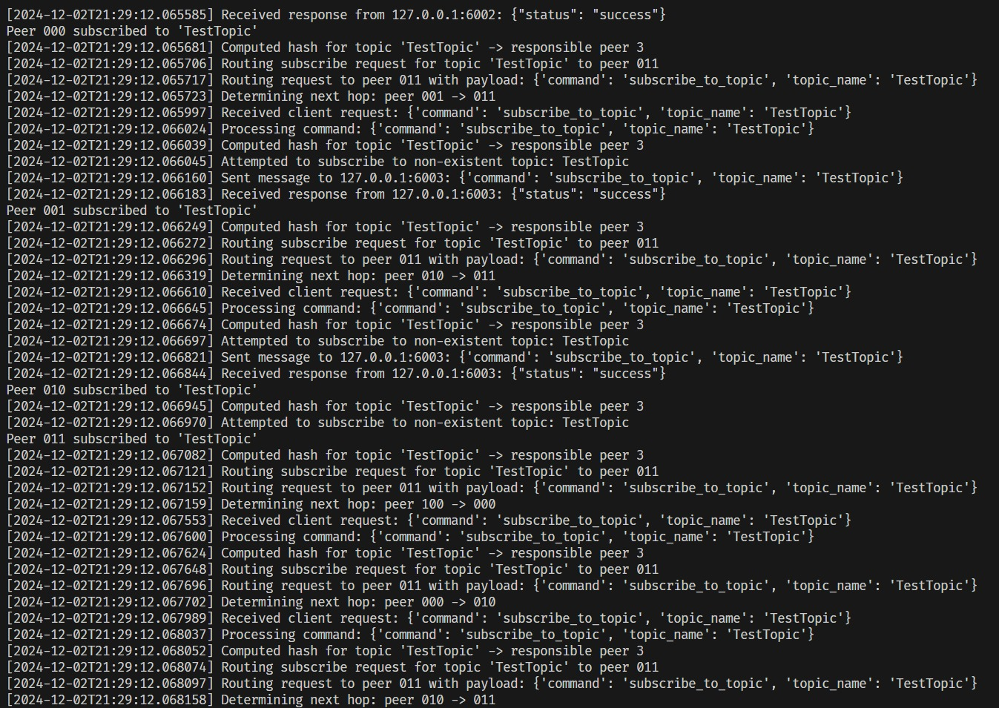 [2024-12-02T21:29:12.065585] Received response from 127.0.0.1:6002: {"status": "success"}
Peer 000 subscribed to 'TestTopic'
[2024-12-02T21:29:12.065681] Computed hash for topic 'TestTopic' -> responsible peer 3
[2024-12-02T21:29:12.065706] Routing subscribe request for topic 'TestTopic' to peer 011
[2024-12-02T21:29:12.065717] Routing request to peer 011 with payload: {'command': 'subscribe_to_topic', 'topic_name': 'TestTopic'}
[2024-12-02T21:29:12.065723] Determining next hop: peer 001 -> 011
[2024-12-02T21:29:12.065997] Received client request: {'command': 'subscribe_to_topic', 'topic_name': 'TestTopic'}
[2024-12-02T21:29:12.066024] Processing command: {'command': 'subscribe_to_topic', 'topic_name': 'TestTopic'}
[2024-12-02T21:29:12.066039] Computed hash for topic 'TestTopic' -> responsible peer 3
[2024-12-02T21:29:12.066045] Attempted to subscribe to non-existent topic: TestTopic
[2024-12-02T21:29:12.066160] Sent message to 127.0.0.1:6003: {'command': 'subscribe_to_topic', 'topic_name': 'TestTopic'}
[2024-12-02T21:29:12.066183] Received response from 127.0.0.1:6003: {"status": "success"}
Peer 001 subscribed to 'TestTopic'
[2024-12-02T21:29:12.066249] Computed hash for topic 'TestTopic' -> responsible peer 3
[2024-12-02T21:29:12.066272] Routing subscribe request for topic 'TestTopic' to peer 011
[2024-12-02T21:29:12.066296] Routing request to peer 011 with payload: {'command': 'subscribe_to_topic', 'topic_name': 'TestTopic'}
[2024-12-02T21:29:12.066319] Determining next hop: peer 010 -> 011
[2024-12-02T21:29:12.066610] Received client request: {'command': 'subscribe_to_topic', 'topic_name': 'TestTopic'}
[2024-12-02T21:29:12.066645] Processing command: {'command': 'subscribe_to_topic', 'topic_name': 'TestTopic'}
[2024-12-02T21:29:12.066674] Computed hash for topic 'TestTopic' -> responsible peer 3
[2024-12-02T21:29:12.066697] Attempted to subscribe to non-existent topic: TestTopic
[2024-12-02T21:29:12.066821] Sent message to 127.0.0.1:6003: {'command': 'subscribe_to_topic', 'topic_name': 'TestTopic'}
[2024-12-02T21:29:12.066844] Received response from 127.0.0.1:6003: {"status": "success"}
Peer 010 subscribed to 'TestTopic'
[2024-12-02T21:29:12.066945] Computed hash for topic 'TestTopic' -> responsible peer 3
[2024-12-02T21:29:12.066970] Attempted to subscribe to non-existent topic: TestTopic
Peer 011 subscribed to 'TestTopic'
[2024-12-02T21:29:12.067082] Computed hash for topic 'TestTopic' -> responsible peer 3
[2024-12-02T21:29:12.067121] Routing subscribe request for topic 'TestTopic' to peer 011
[2024-12-02T21:29:12.067152] Routing request to peer 011 with payload: {'command': 'subscribe_to_topic', 'topic_name': 'TestTopic'}
[2024-12-02T21:29:12.067159] Determining next hop: peer 100 -> 000
[2024-12-02T21:29:12.067553] Received client request: {'command': 'subscribe_to_topic', 'topic_name': 'TestTopic'}
[2024-12-02T21:29:12.067600] Processing command: {'command': 'subscribe_to_topic', 'topic_name': 'TestTopic'}
[2024-12-02T21:29:12.067624] Computed hash for topic 'TestTopic' -> responsible peer 3
[2024-12-02T21:29:12.067648] Routing subscribe request for topic 'TestTopic' to peer 011
[2024-12-02T21:29:12.067696] Routing request to peer 011 with payload: {'command': 'subscribe_to_topic', 'topic_name': 'TestTopic'}
[2024-12-02T21:29:12.067702] Determining next hop: peer 000 -> 010
[2024-12-02T21:29:12.067989] Received client request: {'command': 'subscribe_to_topic', 'topic_name': 'TestTopic'}
[2024-12-02T21:29:12.068037] Processing command: {'command': 'subscribe_to_topic', 'topic_name': 'TestTopic'}
[2024-12-02T21:29:12.068052] Computed hash for topic 'TestTopic' -> responsible peer 3
[2024-12-02T21:29:12.068074] Routing subscribe request for topic 'TestTopic' to peer 011
[2024-12-02T21:29:12.068097] Routing request to peer 011 with payload: {'command': 'subscribe_to_topic', 'topic_name': 'TestTopic'}
[2024-12-02T21:29:12.068158] Determining next hop: peer 010 -> 011